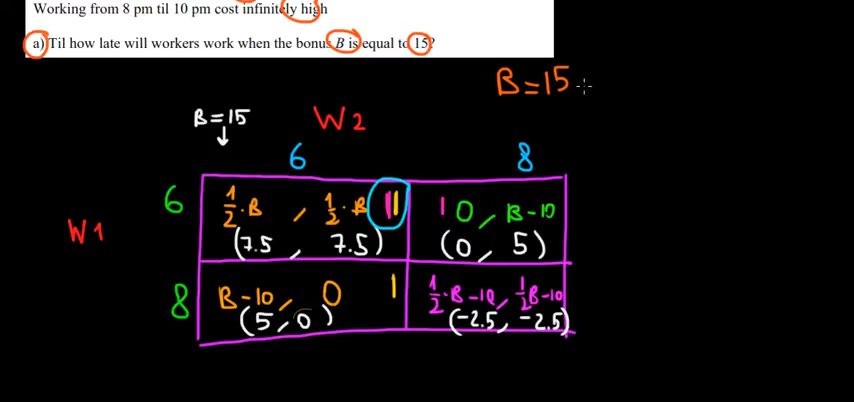 Working from 8 pm til 10 pm cost infinitely high
a) Til how late will workers work when the bonus B is equal to 15?
B=15
B=15
W2
6 8
6 1/2·B , 1/2·B || | 0 , B-10
W1 (7.5 , 7.5) (0 , 5)
8 B-10, 0 | 1/2·B-10, 1/2B-10
(5, 0) (-2.5, -2.5)